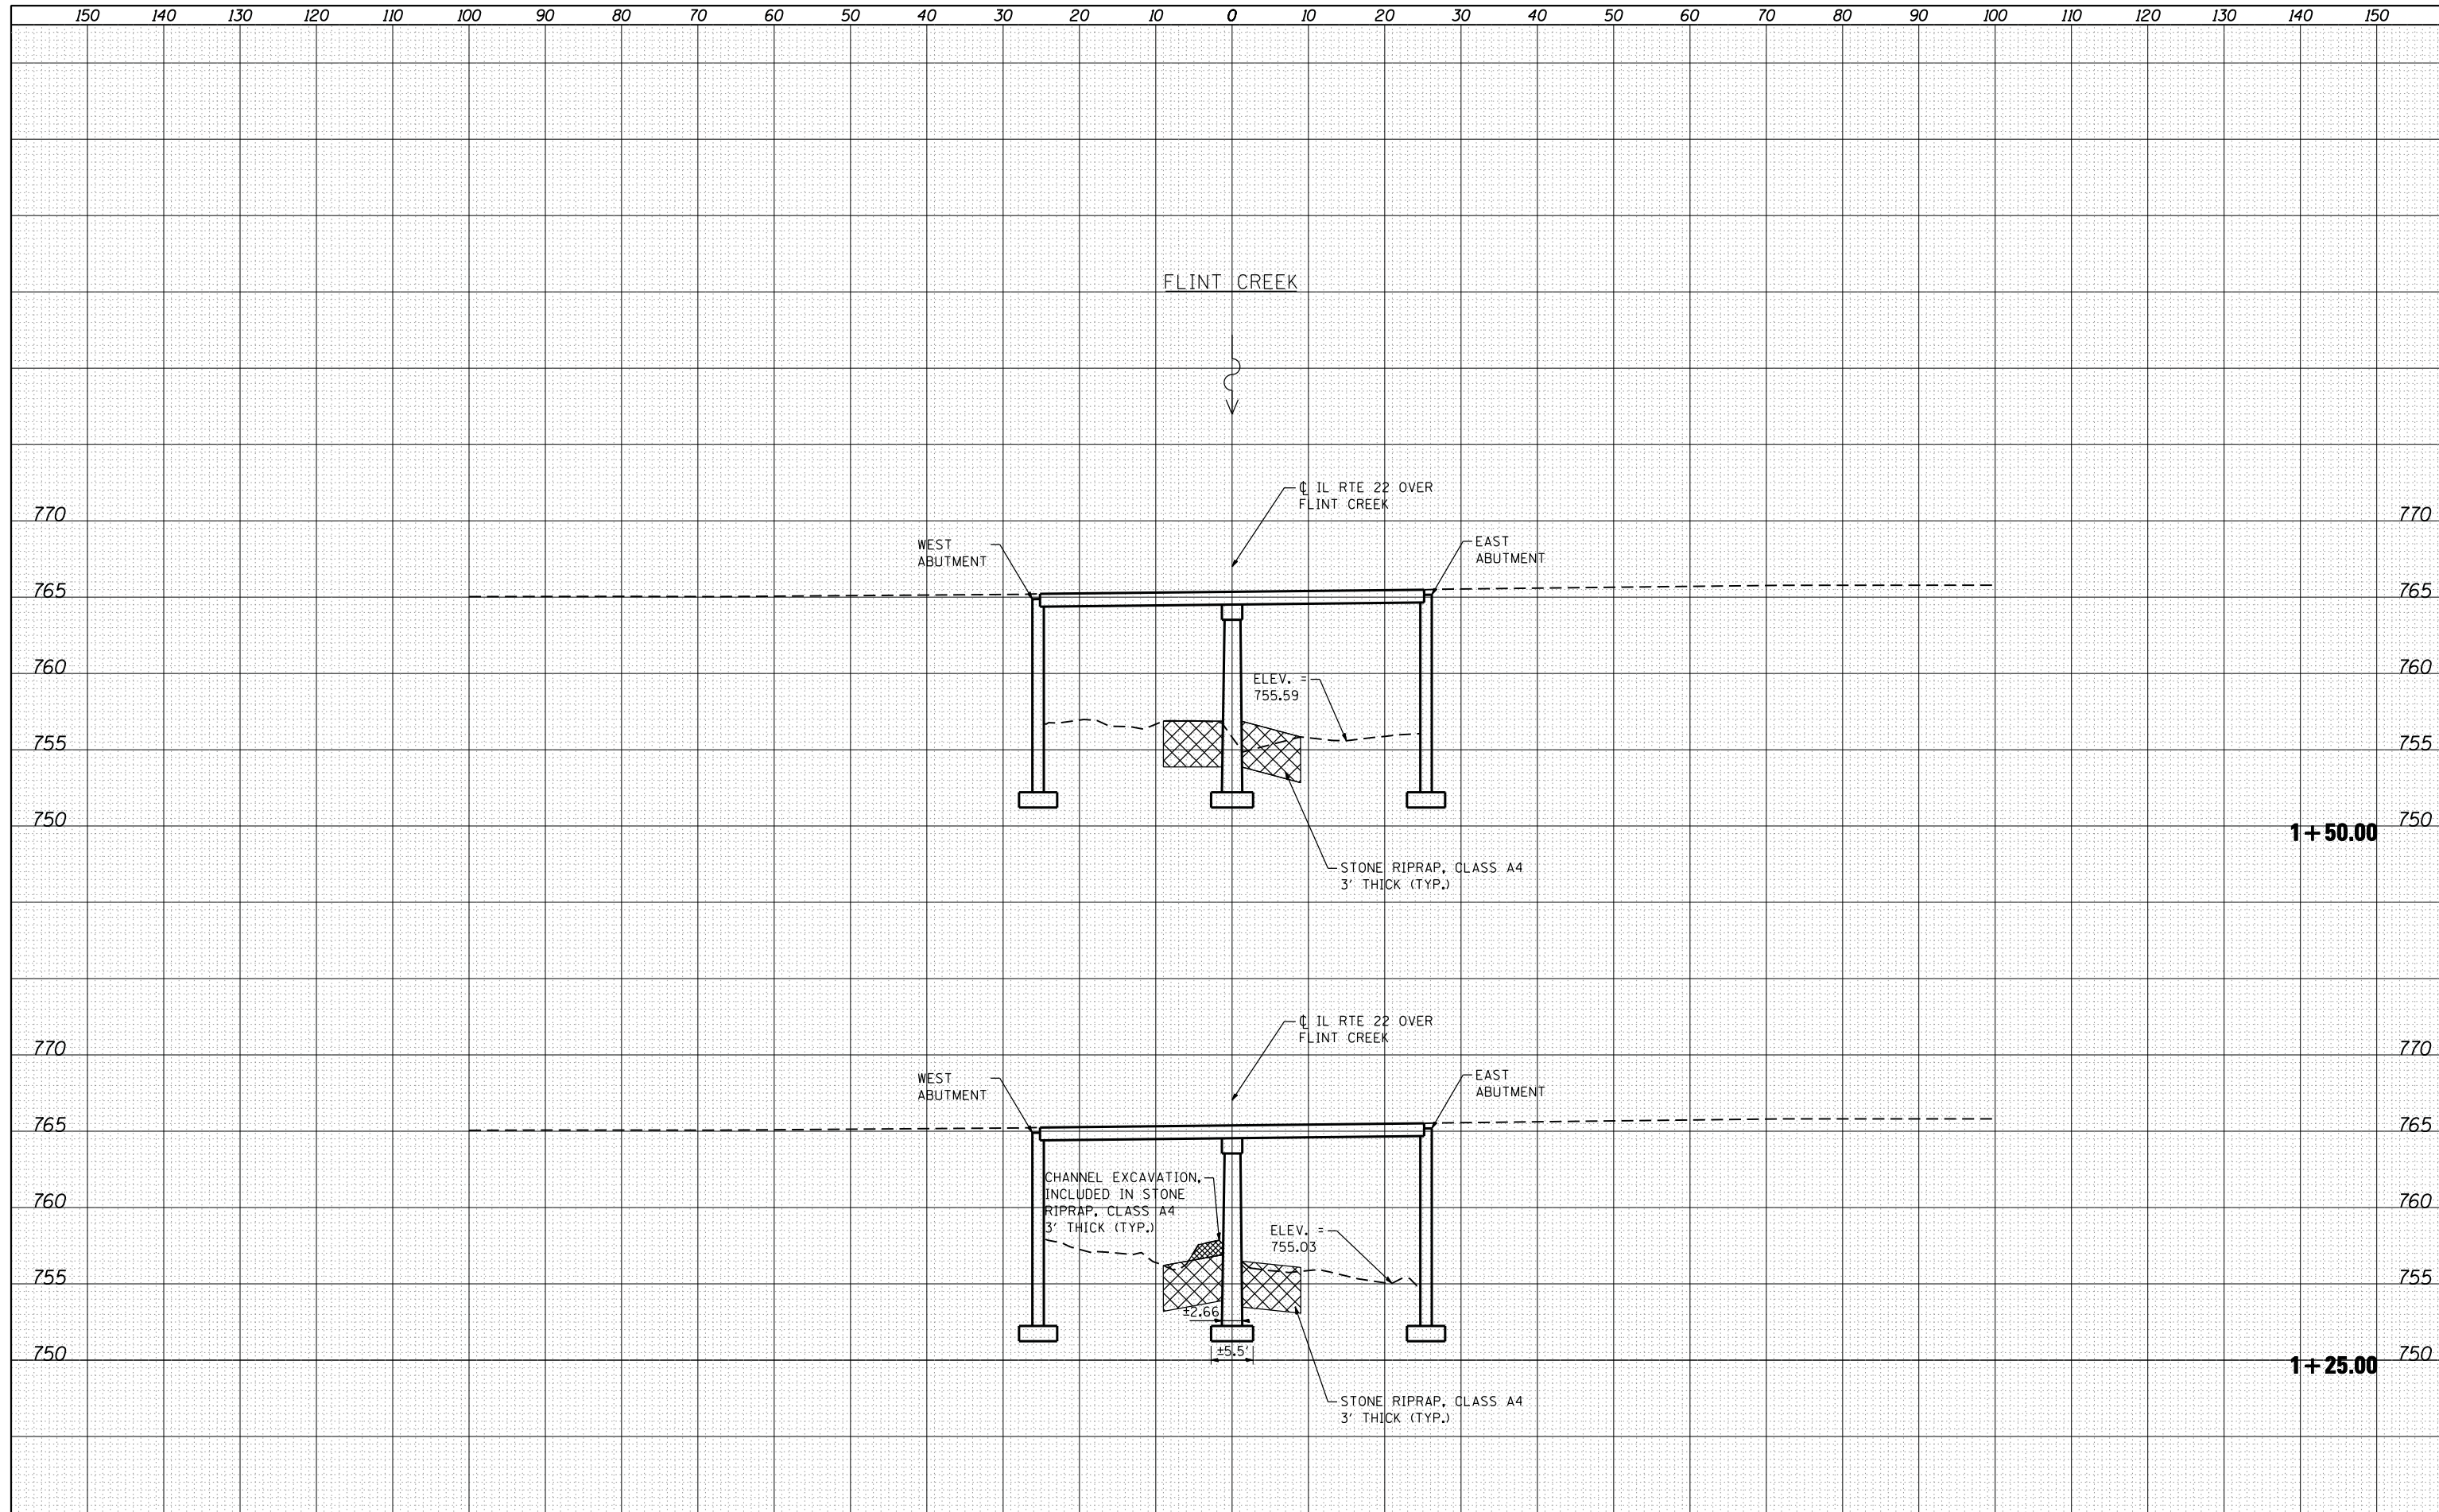 150 140 130 120 110 100 90 80 70 60 50 40 30 20 10 0 10 20 30 40 50 60 70 80 90 100 110 120 130 140 150
FLINT CREEK
℄ IL RTE 22 OVER
FLINT CREEK
770
770
WEST
ABUTMENT
EAST
ABUTMENT
765
765
760
760
ELEV. =
755.59
755
755
750
750
1+50.00
STONE RIPRAP, CLASS A4
3' THICK (TYP.)
℄ IL RTE 22 OVER
FLINT CREEK
770
770
WEST
ABUTMENT
EAST
ABUTMENT
765
765
CHANNEL EXCAVATION,
INCLUDED IN STONE
RIPRAP, CLASS A4
3' THICK (TYP.)
760
760
ELEV. =
755.03
755
755
±2.66
±5.5'
750
750
1+25.00
STONE RIPRAP, CLASS A4
3' THICK (TYP.)